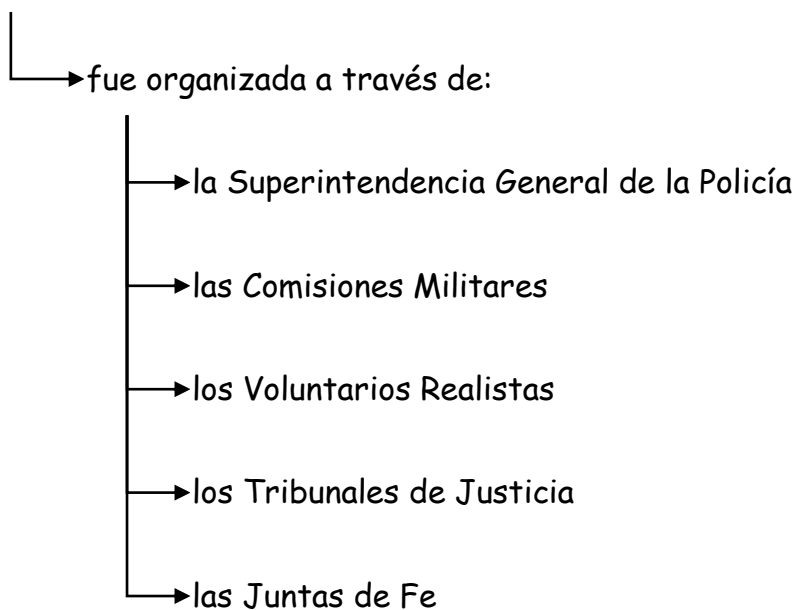 fue organizada a través de:
la Superintendencia General de la Policía
las Comisiones Militares
los Voluntarios Realistas
los Tribunales de Justicia
las Juntas de Fe